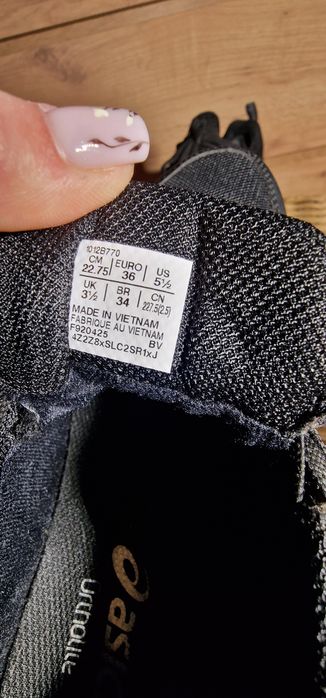 1012B770
CM EURO US
22.75 36 5½
UK BR CN
3½ 34 227.5(2.5)
MADE IN VIETNAM
FABRIQUE AU VIETNAM
F920425 BV
4Z2Z8xSLC2SR1xJ
asic